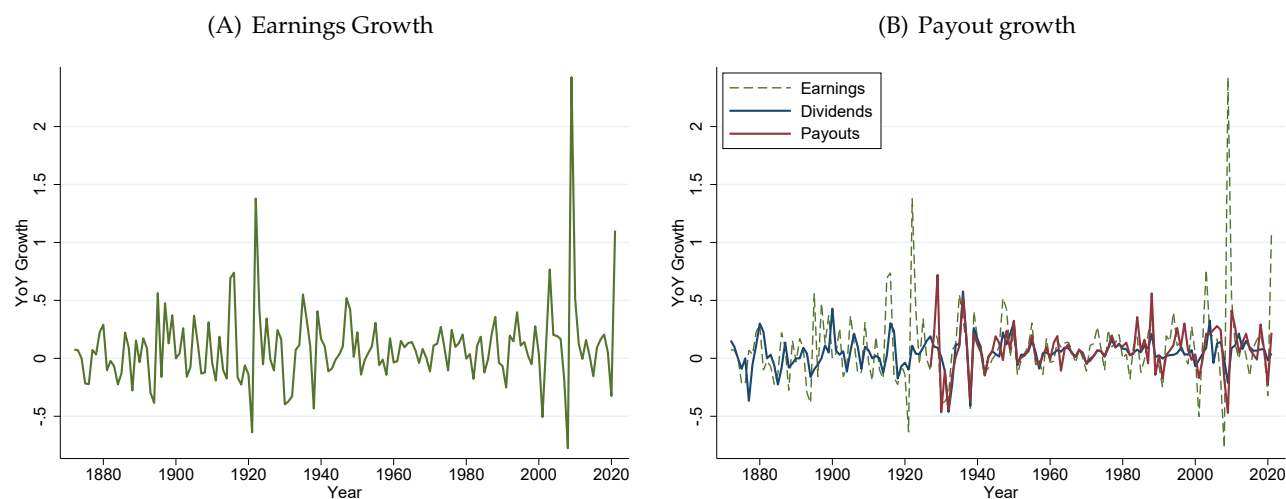 (A) Earnings Growth
YoY Growth
2
1.5
1
.5
0
-.5
1880 1900 1920 1940 1960 1980 2000 2020
Year
(B) Payout growth
Earnings
Dividends
Payouts
YoY Growth
2
1.5
1
.5
0
-.5
1880 1900 1920 1940 1960 1980 2000 2020
Year